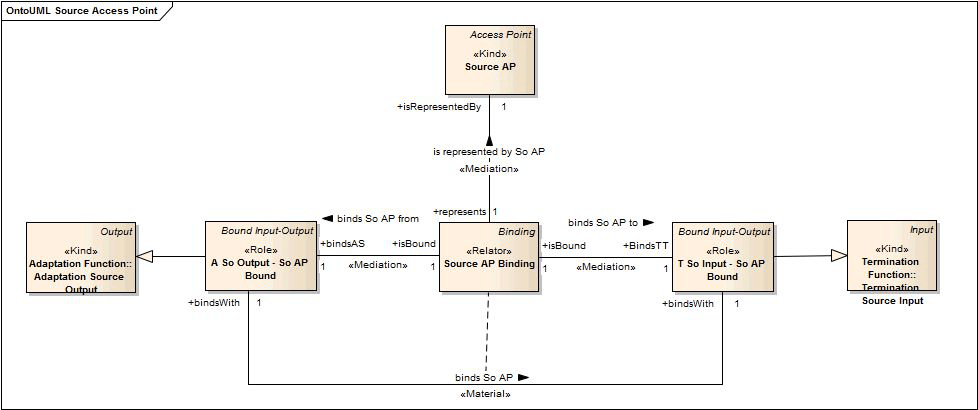 OntoUML Source Access Point
Access Point
«Kind»
Source AP
+isRepresentedBy 1
is represented by So AP
«Mediation»
+represents 1
binds So AP from
binds So AP to
Output
«Kind»
Adaptation Function::
Adaptation Source
Output
Bound Input-Output
«Role»
A So Output - So AP
Bound
+bindsAS +isBound
1 «Mediation» 1
Binding
«Relator»
Source AP Binding
+isBound +BindsTT
1 «Mediation» 1
Bound Input-Output
«Role»
T So Input - So AP
Bound
Input
«Kind»
Termination
Function::
Termination
Source Input
+bindsWith 1
+bindsWith 1
binds So AP
«Material»